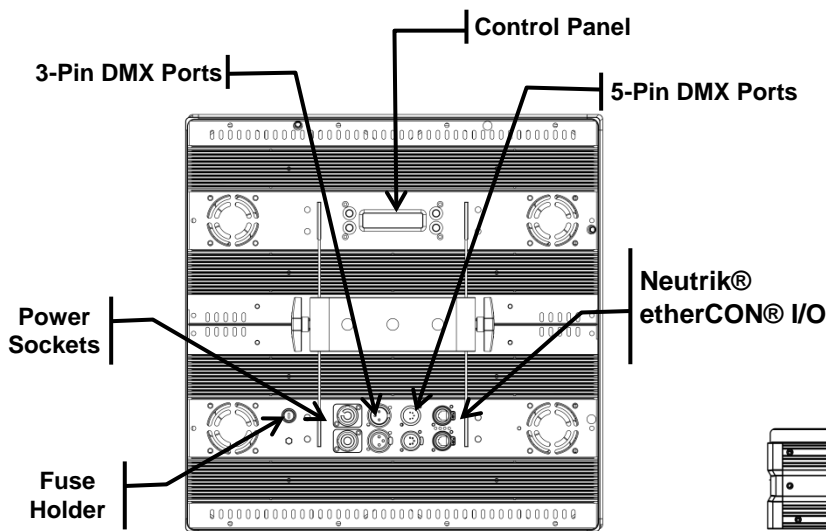 Control Panel
3-Pin DMX Ports
5-Pin DMX Ports
Neutrik®
etherCON® I/O
Power
Sockets
Fuse
Holder